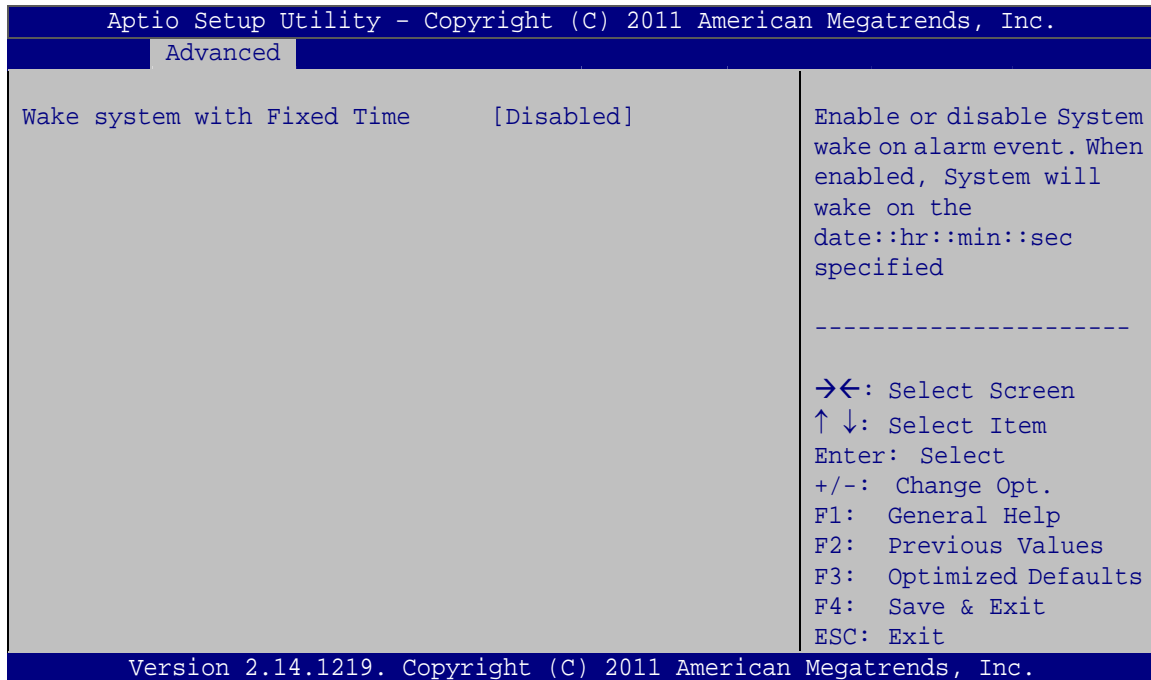 Aptio Setup Utility – Copyright (C) 2011 American Megatrends, Inc.
Advanced
Wake system with Fixed Time [Disabled]
Enable or disable System
wake on alarm event. When
enabled, System will
wake on the
date::hr::min::sec
specified
----------------------
→←: Select Screen
↑ ↓: Select Item
Enter: Select
+/-: Change Opt.
F1: General Help
F2: Previous Values
F3: Optimized Defaults
F4: Save & Exit
ESC: Exit
Version 2.14.1219. Copyright (C) 2011 American Megatrends, Inc.